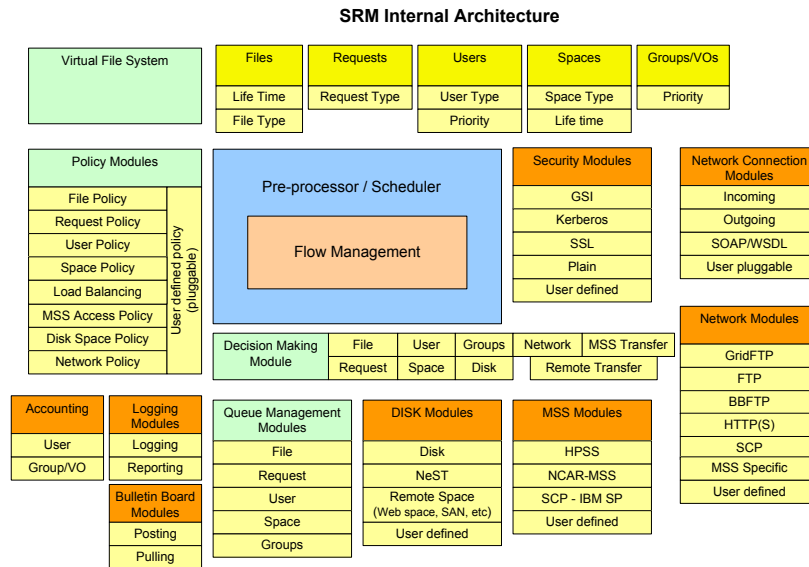 SRM Internal Architecture
Virtual File System
Files
Life Time
File Type
Requests
Request Type
Users
User Type
Priority
Spaces
Space Type
Life time
Groups/VOs
Priority
Policy Modules
File Policy
Request Policy
User Policy
Space Policy
Load Balancing
MSS Access Policy
Disk Space Policy
Network Policy
User defined policy
(pluggable)
Pre-processor / Scheduler
Flow Management
Security Modules
GSI
Kerberos
SSL
Plain
User defined
Network Connection
Modules
Incoming
Outgoing
SOAP/WSDL
User pluggable
Decision Making
Module
File
User
Groups
Network
MSS Transfer
Request
Space
Disk
Remote Transfer
Network Modules
GridFTP
FTP
BBFTP
HTTP(S)
SCP
MSS Specific
User defined
Accounting
User
Group/VO
Logging
Modules
Logging
Reporting
Bulletin Board
Modules
Posting
Pulling
Queue Management
Modules
File
Request
User
Space
Groups
DISK Modules
Disk
NeST
Remote Space
(Web space, SAN, etc)
User defined
MSS Modules
HPSS
NCAR-MSS
SCP - IBM SP
User defined